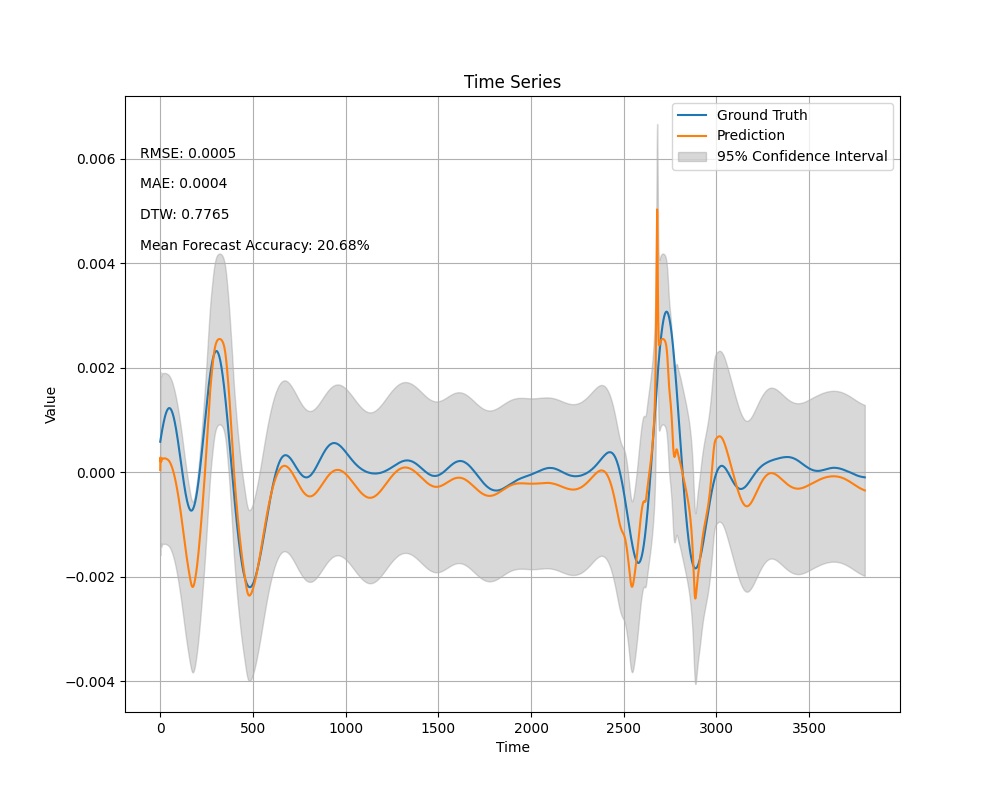 Time Series
Ground Truth
Prediction
95% Confidence Interval
RMSE: 0.0005
MAE: 0.0004
DTW: 0.7765
Mean Forecast Accuracy: 20.68%
0.006
0.004
0.002
0.000
−0.002
−0.004
Value
0 500 1000 1500 2000 2500 3000 3500
Time